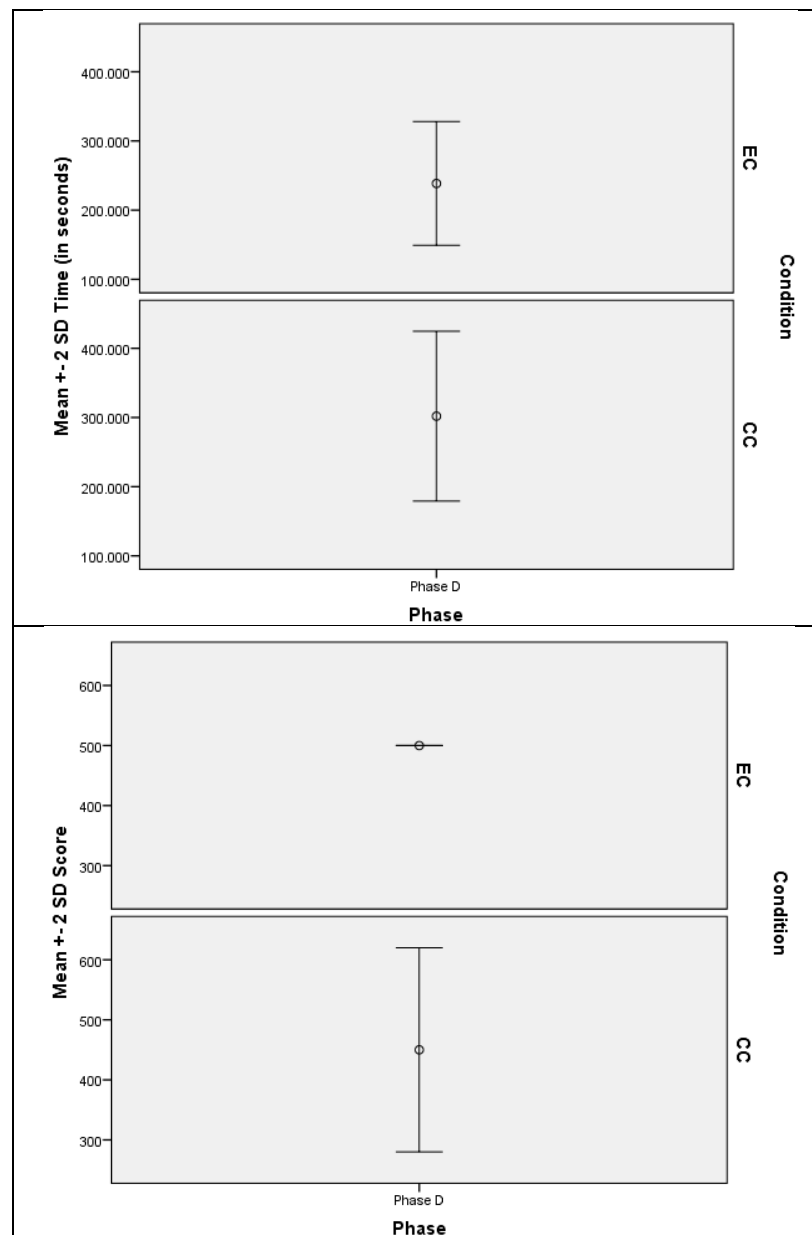 400.000
300.000
200.000
100.000
EC
400.000
300.000
200.000
100.000
CC
Mean +- 2 SD Time (in seconds)
Condition
Phase D
Phase
600
500
400
300
EC
600
500
400
300
CC
Mean +- 2 SD Score
Condition
Phase D
Phase